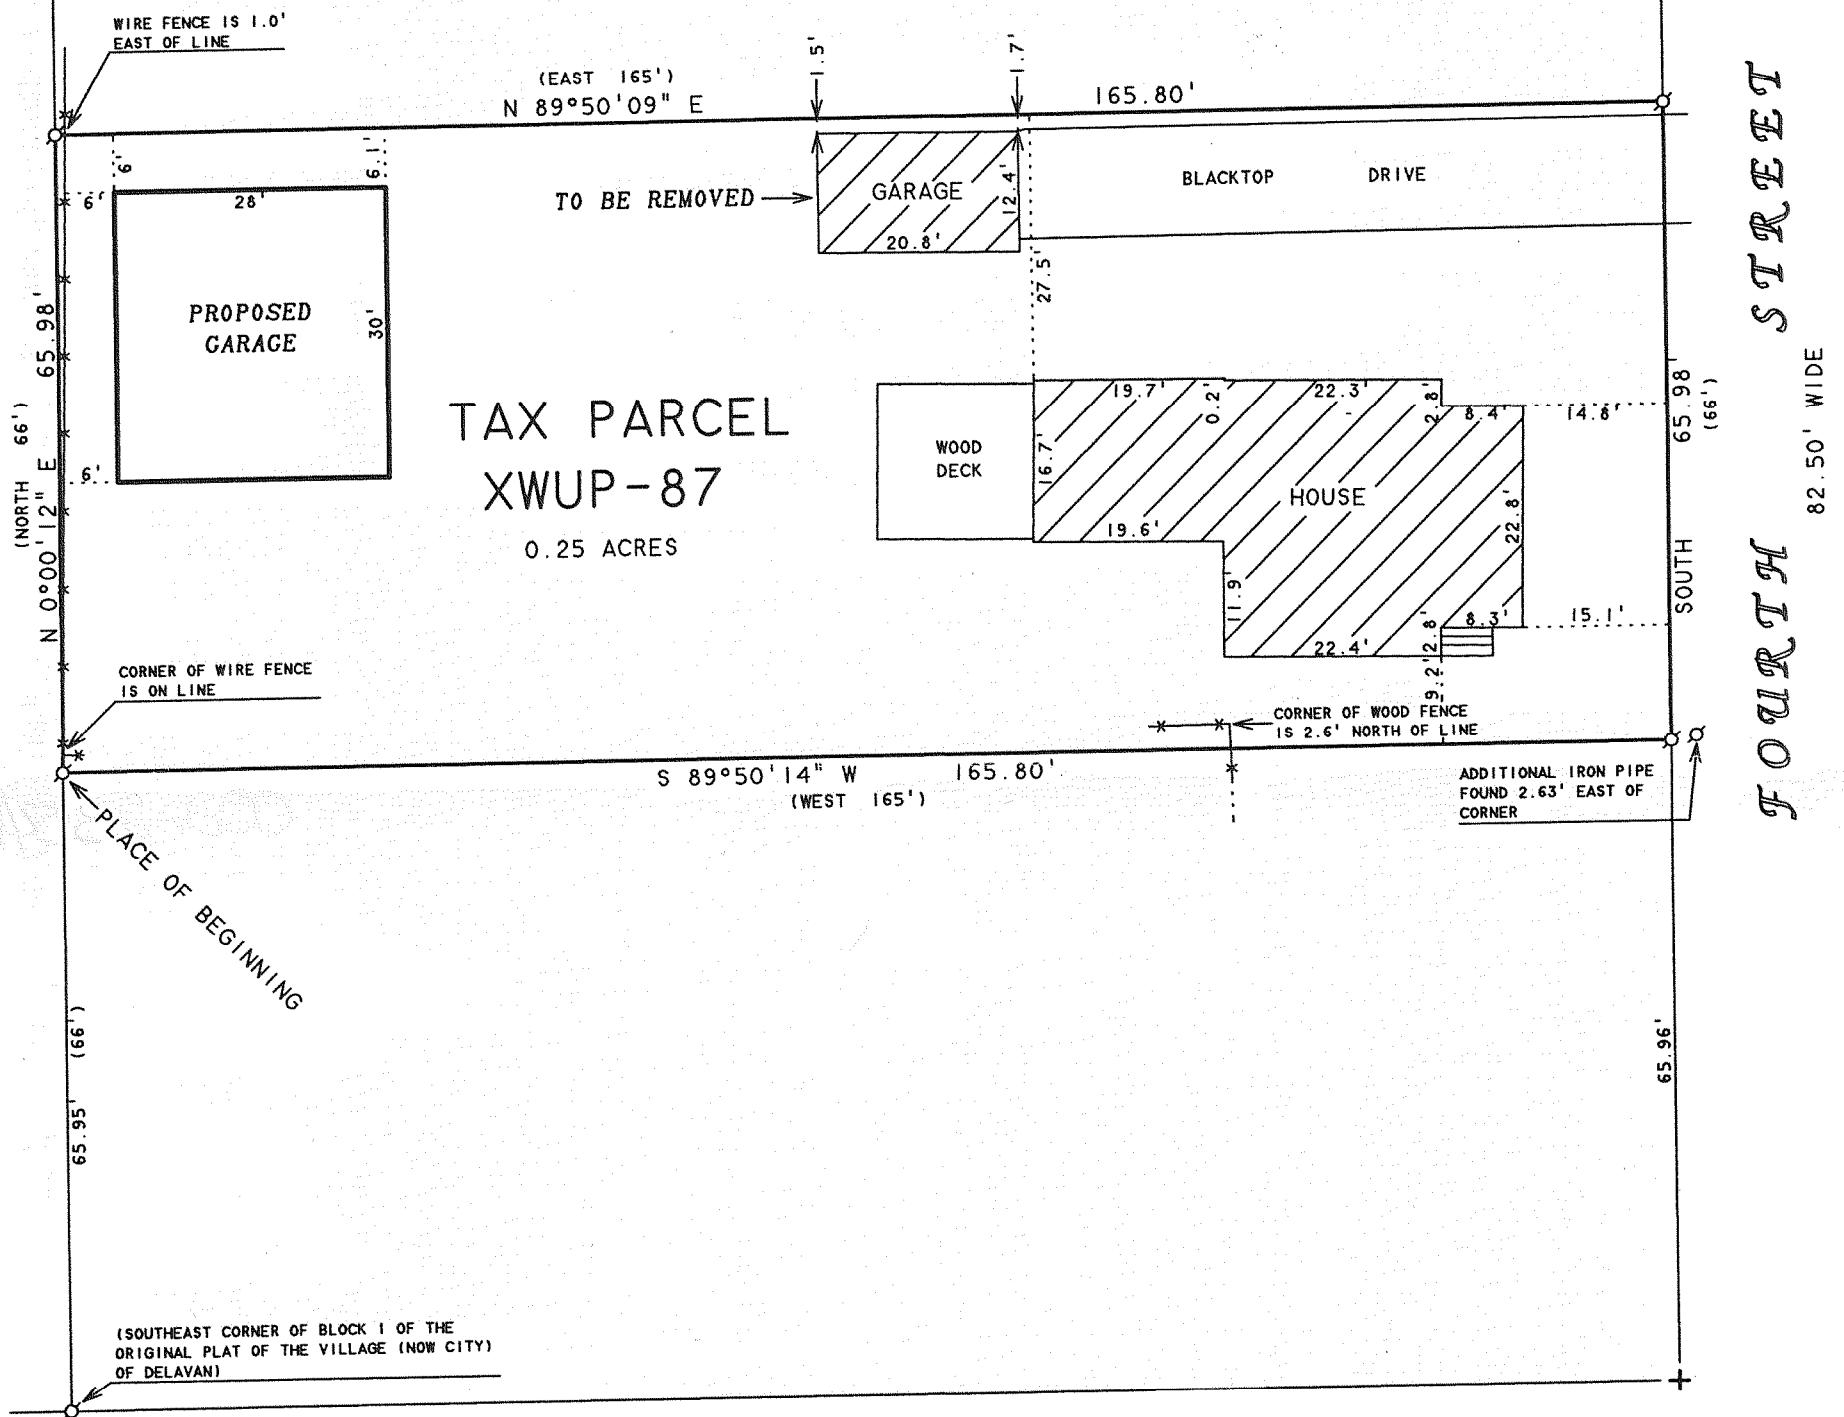 WIRE FENCE IS 1.0'
EAST OF LINE
(EAST 165')
N 89°50'09" E
1.5'
1.7'
165.80'
6'
6.1'
6'
28'
TO BE REMOVED
GARAGE
12.4'
20.8'
BLACKTOP DRIVE
PROPOSED
GARAGE
30'
6'
27.5'
(NORTH 66')
N 0°00'12" E 65.98'
TAX PARCEL
XWUP-87
0.25 ACRES
WOOD
DECK
19.7'
0.2'
22.3'
2.8'
8.4'
14.8'
16.7'
HOUSE
22.8'
19.6'
11.9'
22.4'
2.8'
8.3'
15.1'
9.2'
SOUTH 65.98'
(66')
FOURTH STREET
82.50' WIDE
CORNER OF WIRE FENCE
IS ON LINE
CORNER OF WOOD FENCE
IS 2.6' NORTH OF LINE
S 89°50'14" W 165.80'
(WEST 165')
ADDITIONAL IRON PIPE
FOUND 2.63' EAST OF
CORNER
PLACE OF BEGINNING
65.95' (66')
65.96'
(SOUTHEAST CORNER OF BLOCK 1 OF THE
ORIGINAL PLAT OF THE VILLAGE (NOW CITY)
OF DELAVAN)